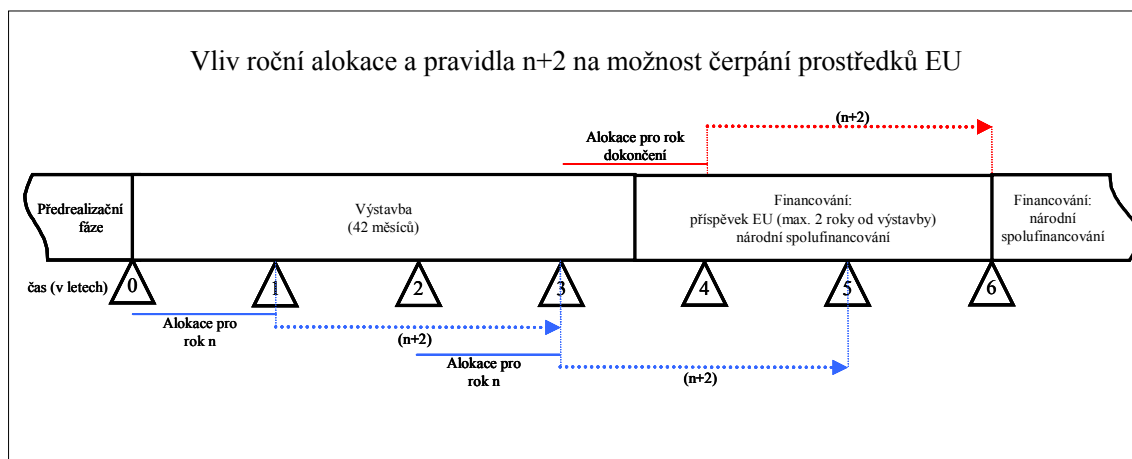 Vliv roční alokace a pravidla n+2 na možnost čerpání prostředků EU
(n+2)
Alokace pro rok
dokončení
Předrealizační
fáze
Výstavba
(42 měsíců)
Financování:
příspěvek EU (max. 2 roky od výstavby)
národní spolufinancování
Financování:
národní
spolufinancování
čas (v letech)
0
1
2
3
4
5
6
Alokace pro
rok n
(n+2)
Alokace pro
rok n
(n+2)